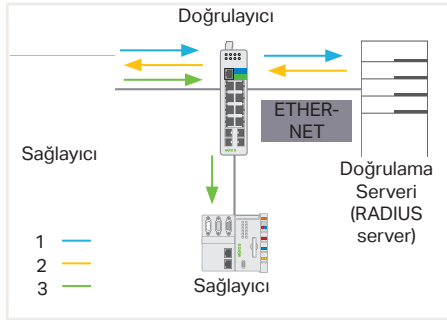 Doğrulayıcı
ETHER-
NET
Sağlayıcı
Doğrulama
Serveri
(RADIUS
server)
1
2
3
Sağlayıcı